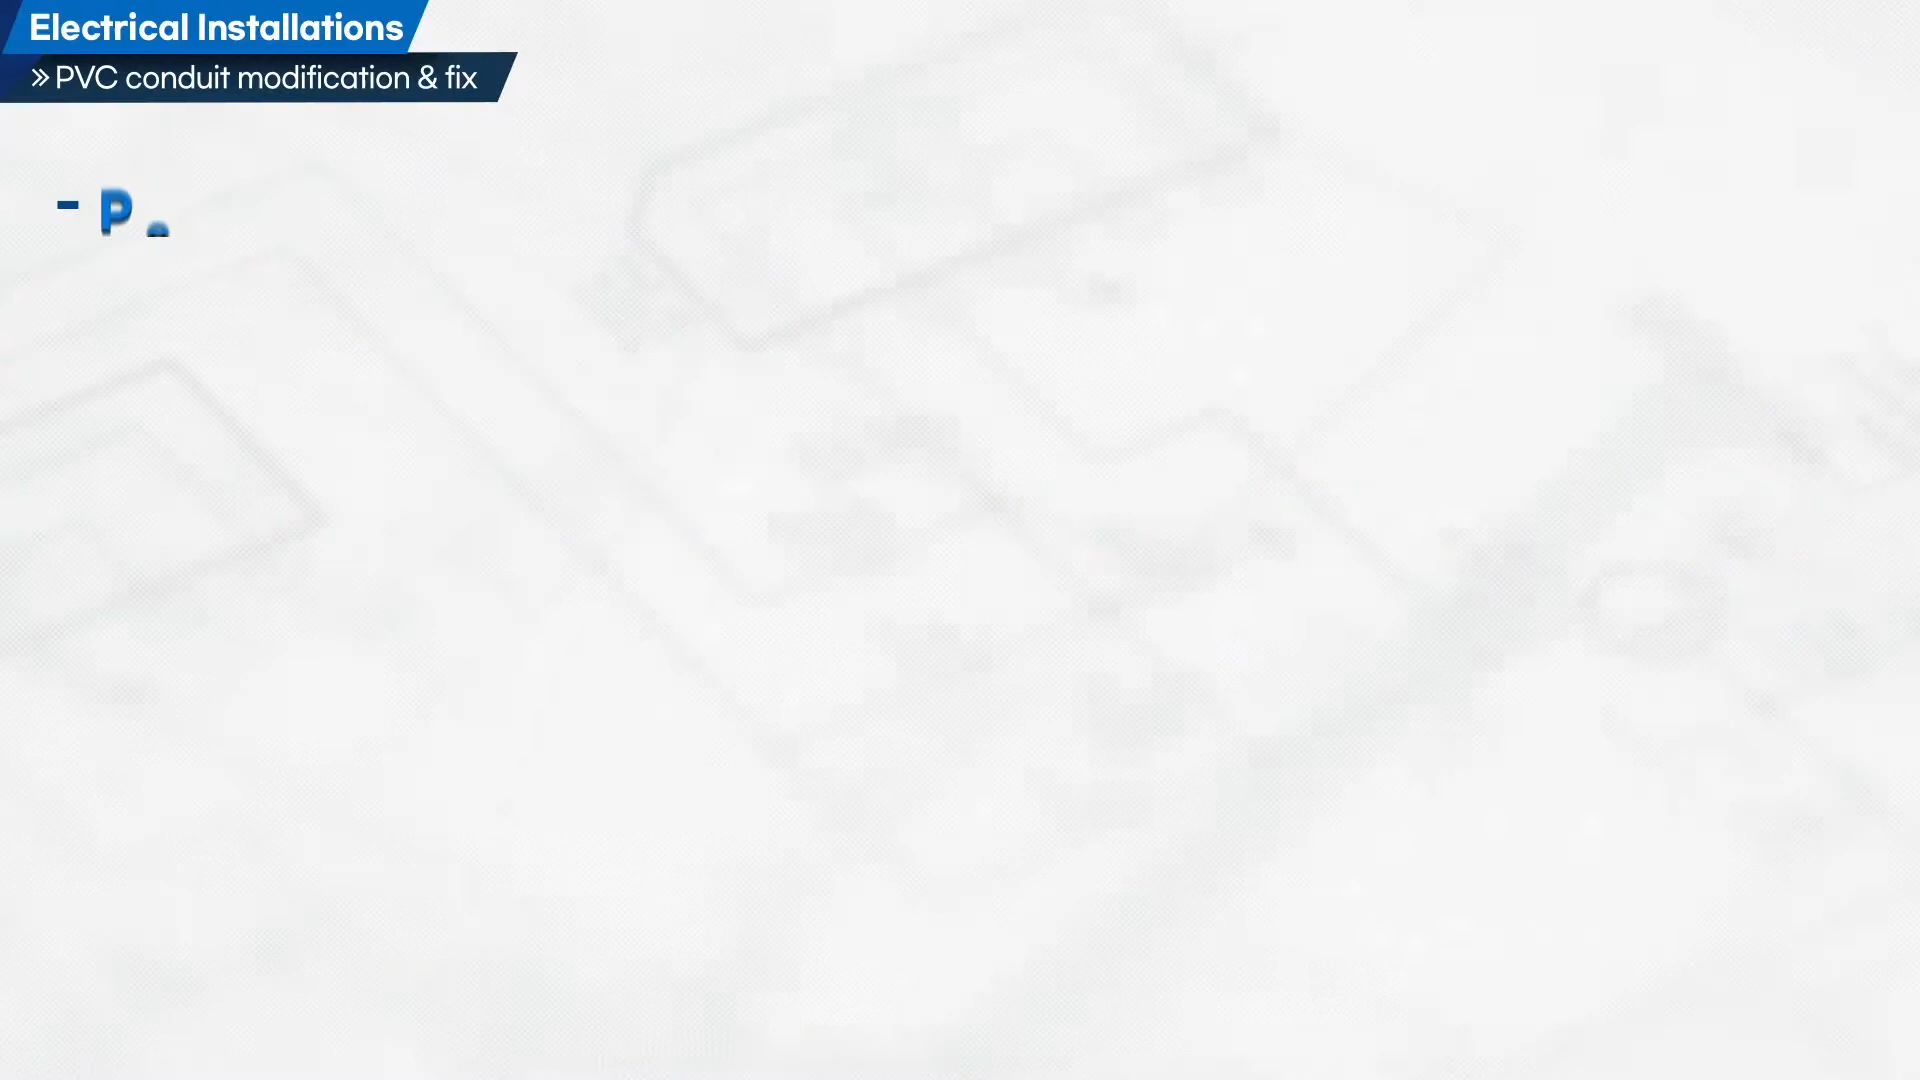 Electrical Installations
» PVC conduit modification & fix
- P